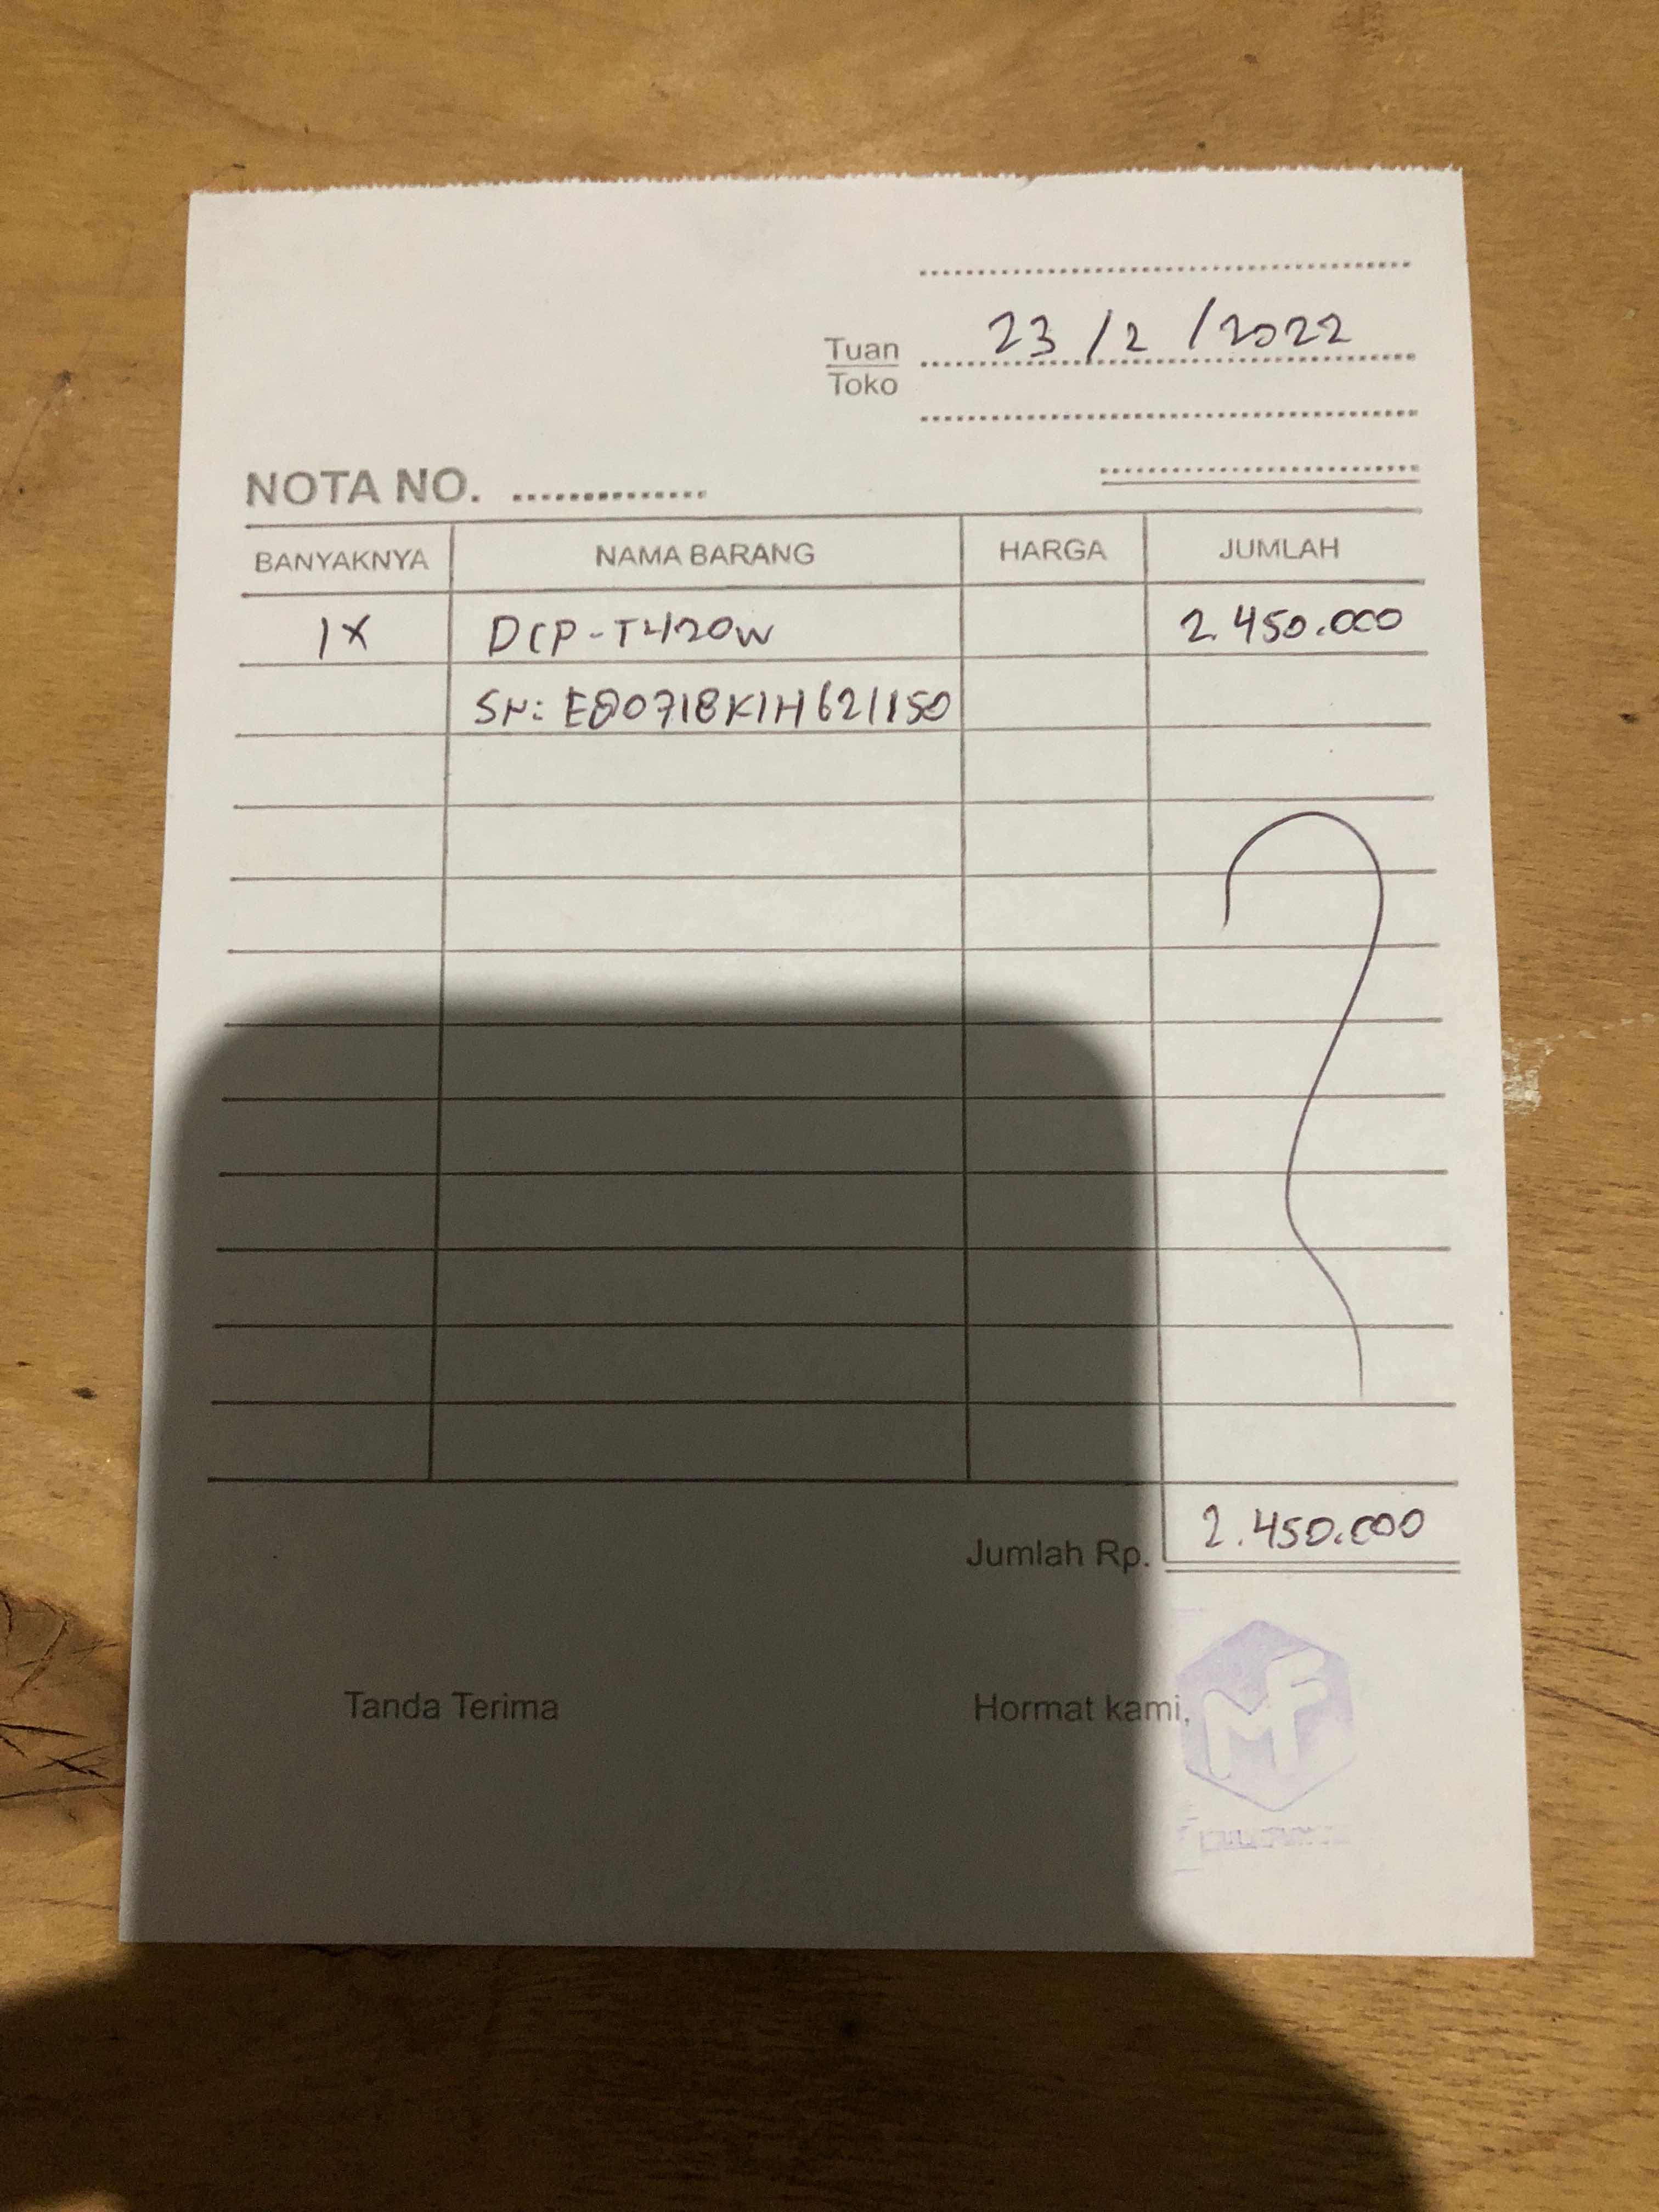 23/2/2022
Tuan
Toko
NOTA NO.
BANYAKNYA NAMA BARANG HARGA JUMLAH
1X DCP-T420W 2.450.000
SN: E80718K1H621150
Jumlah Rp. 2.450.000
Tanda Terima Hormat kami,
MF